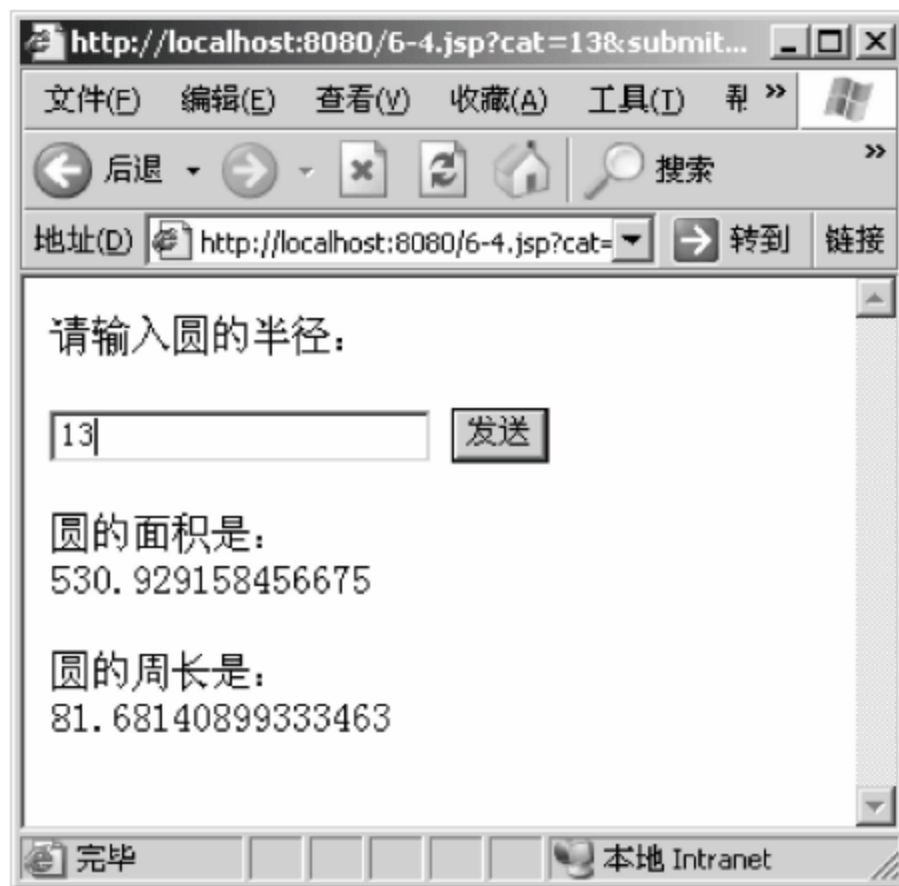 http://localhost:8080/6-4.jsp?cat=13&submit...
文件(F) 编辑(E) 查看(V) 收藏(A) 工具(T) »
后退 搜索 »
地址(D) http://localhost:8080/6-4.jsp?cat= 转到 链接
请输入圆的半径：
13 发送
圆的面积是：
530.929158456675
圆的周长是：
81.68140899333463
完毕 本地 Intranet